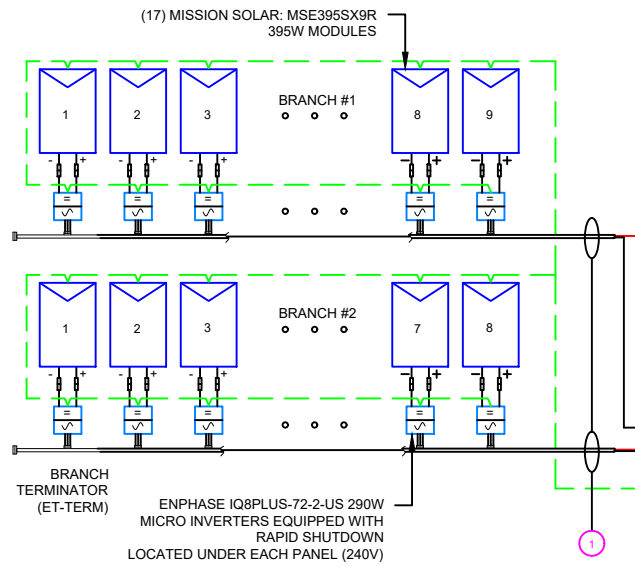 (17) MISSION SOLAR: MSE395SX9R
395W MODULES
BRANCH #1
1 2 3 8 9
- + - + - + - + - +
= = = = =
BRANCH #2
1 2 3 7 8
- + - + - + - + - +
= = = = =
BRANCH
TERMINATOR
(ET-TERM)
ENPHASE IQ8PLUS-72-2-US 290W
MICRO INVERTERS EQUIPPED WITH
RAPID SHUTDOWN
LOCATED UNDER EACH PANEL (240V)
1